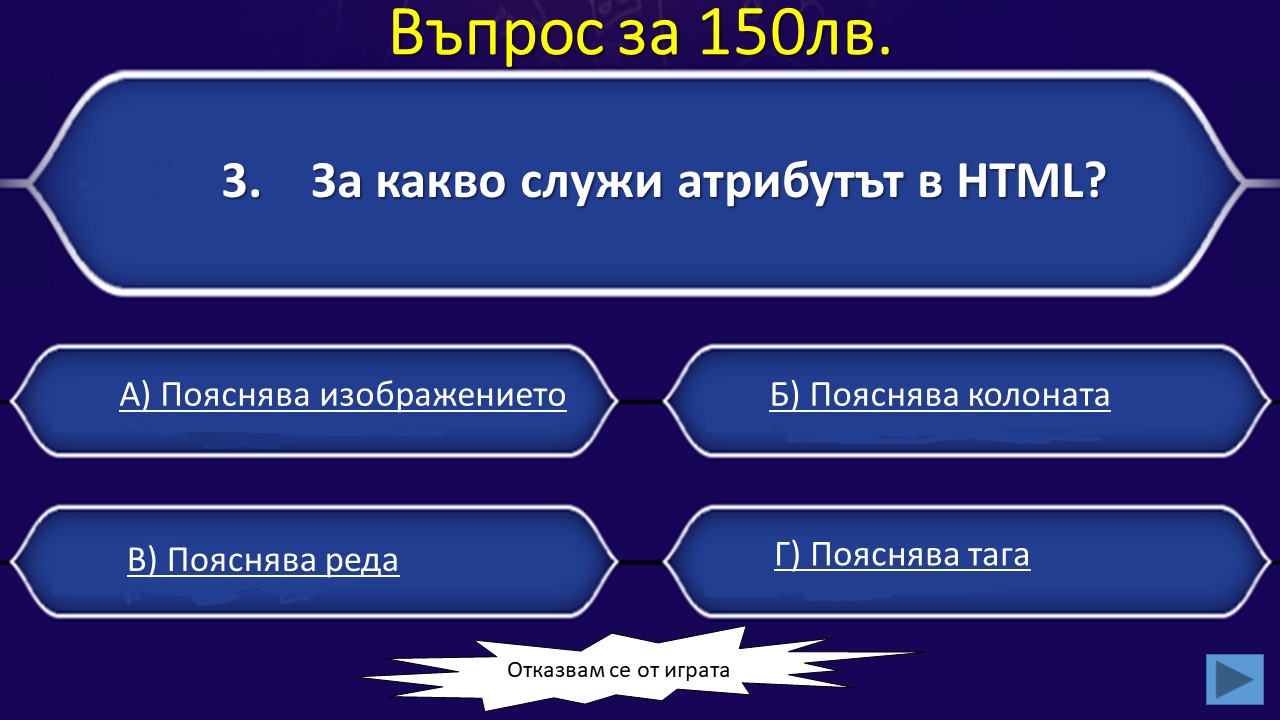 Въпрос за 150лв.
3. За какво служи атрибутът в HTML?
А) Пояснява изображението
Б) Пояснява колоната
В) Пояснява реда
Г) Пояснява тага
Отказвам се от играта